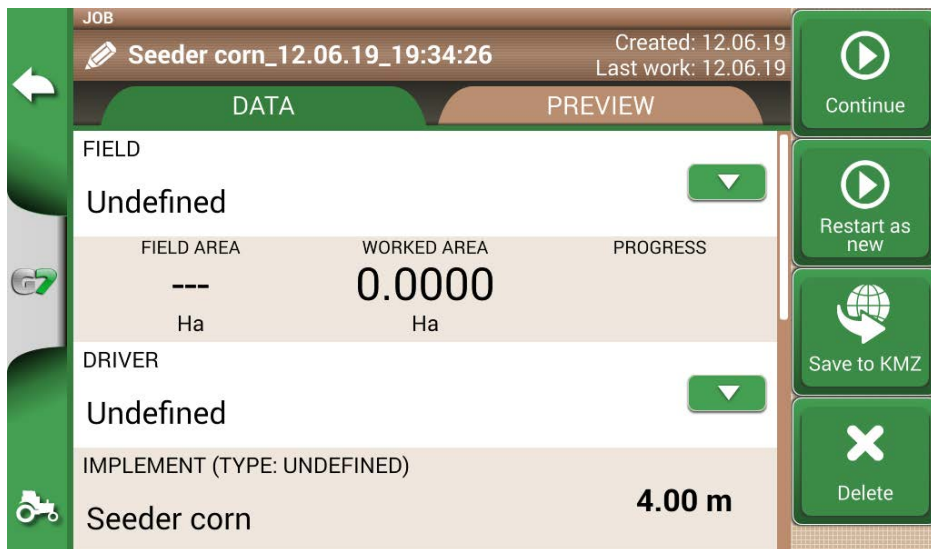 JOB
Seeder corn_12.06.19_19:34:26
Created: 12.06.19
Last work: 12.06.19
DATA
PREVIEW
FIELD
Undefined
FIELD AREA
WORKED AREA
PROGRESS
---
0.0000
Ha
Ha
DRIVER
Undefined
IMPLEMENT (TYPE: UNDEFINED)
Seeder corn
4.00 m
Continue
Restart as
new
Save to KMZ
Delete
G7